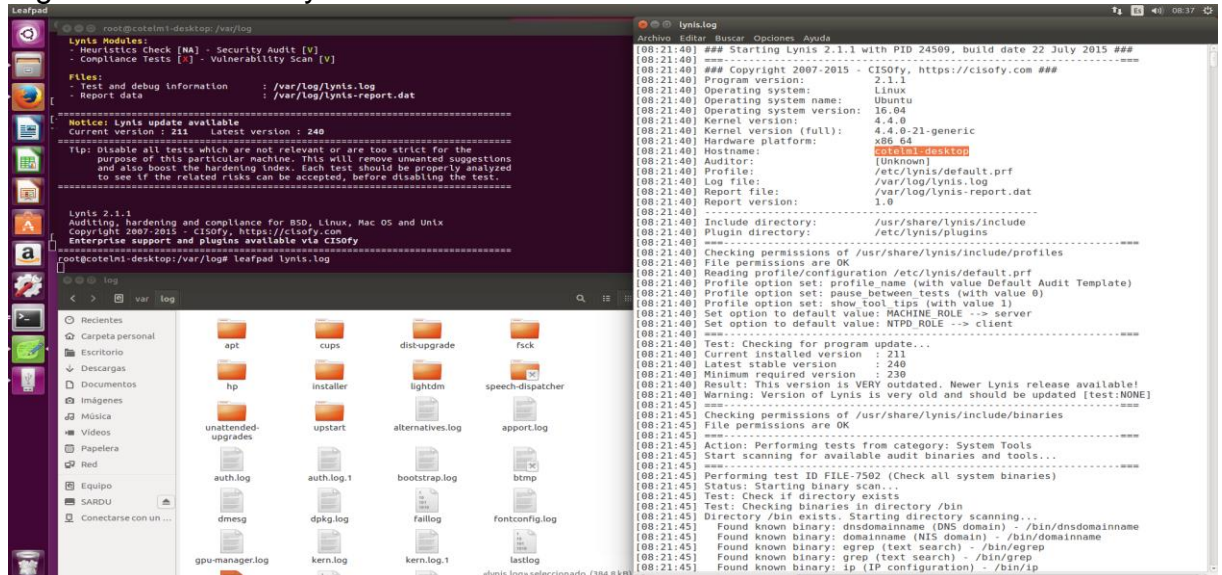 Leafpad
Es
08:37
root@cotelm1-desktop: /var/log
Lynis Modules:
- Heuristics Check [NA] - Security Audit [V]
- Compliance Tests [X] - Vulnerability Scan [V]
Files:
- Test and debug information : /var/log/lynis.log
- Report data : /var/log/lynis-report.dat
Notice: Lynis update available
Current version : 211 Latest version : 240
Tip: Disable all tests which are not relevant or are too strict for the
purpose of this particular machine. This will remove unwanted suggestions
and also boost the hardening index. Each test should be properly analyzed
to see if the related risks can be accepted, before disabling the test.
Lynis 2.1.1
Auditing, hardening and compliance for BSD, Linux, Mac OS and Unix
Copyright 2007-2015 - CISOfy, https://cisofy.com
Enterprise support and plugins available via CISOfy
root@cotelm1-desktop:/var/log# leafpad lynis.log
log
var log
Recientes
Carpeta personal
Escritorio
Descargas
Documentos
Imágenes
Música
Vídeos
Papelera
Red
Equipo
SARDU
Conectarse con un ...
apt
cups
dist-upgrade
fsck
hp
installer
lightdm
speech-dispatcher
unattended-
upgrades
upstart
alternatives.log
apport.log
auth.log
auth.log.1
bootstrap.log
btmp
dmesg
dpkg.log
faillog
fontconfig.log
gpu-manager.log
kern.log
kern.log.1
lastlog
«lynis.log» seleccionado (384,8 kB)
lynis.log
Archivo Editar Buscar Opciones Ayuda
[08:21:40] ### Starting Lynis 2.1.1 with PID 24509, build date 22 July 2015 ###
[08:21:40] ===---------------------------------------------------------------===
[08:21:40] ### Copyright 2007-2015 - CISOfy, https://cisofy.com ###
[08:21:40] Program version: 2.1.1
[08:21:40] Operating system: Linux
[08:21:40] Operating system name: Ubuntu
[08:21:40] Operating system version: 16.04
[08:21:40] Kernel version: 4.4.0
[08:21:40] Kernel version (full): 4.4.0-21-generic
[08:21:40] Hardware platform: x86_64
[08:21:40] Hostname: cotelm1-desktop
[08:21:40] Auditor: [Unknown]
[08:21:40] Profile: /etc/lynis/default.prf
[08:21:40] Log file: /var/log/lynis.log
[08:21:40] Report file: /var/log/lynis-report.dat
[08:21:40] Report version: 1.0
[08:21:40] -----------------------------------------------------
[08:21:40] Include directory: /usr/share/lynis/include
[08:21:40] Plugin directory: /etc/lynis/plugins
[08:21:40] ===---------------------------------------------------------------===
[08:21:40] Checking permissions of /usr/share/lynis/include/profiles
[08:21:40] File permissions are OK
[08:21:40] Reading profile/configuration /etc/lynis/default.prf
[08:21:40] Profile option set: profile_name (with value Default Audit Template)
[08:21:40] Profile option set: pause_between_tests (with value 0)
[08:21:40] Profile option set: show_tool_tips (with value 1)
[08:21:40] Set option to default value: MACHINE_ROLE --> server
[08:21:40] Set option to default value: NTPD_ROLE --> client
[08:21:40] ===---------------------------------------------------------------===
[08:21:40] Test: Checking for program update...
[08:21:40] Current installed version : 211
[08:21:40] Latest stable version : 240
[08:21:40] Minimum required version : 230
[08:21:40] Result: This version is VERY outdated. Newer Lynis release available!
[08:21:40] Warning: Version of Lynis is very old and should be updated [test:NONE]
[08:21:45] ===---------------------------------------------------------------===
[08:21:45] Checking permissions of /usr/share/lynis/include/binaries
[08:21:45] File permissions are OK
[08:21:45] ===---------------------------------------------------------------===
[08:21:45] Action: Performing tests from category: System Tools
[08:21:45] Start scanning for available audit binaries and tools...
[08:21:45] ===---------------------------------------------------------------===
[08:21:45] Performing test ID FILE-7502 (Check all system binaries)
[08:21:45] Status: Starting binary scan...
[08:21:45] Test: Check if directory exists
[08:21:45] Test: Checking binaries in directory /bin
[08:21:45] Directory /bin exists. Starting directory scanning...
[08:21:45] Found known binary: dnsdomainname (DNS domain) - /bin/dnsdomainname
[08:21:45] Found known binary: domainname (NIS domain) - /bin/domainname
[08:21:45] Found known binary: egrep (text search) - /bin/egrep
[08:21:45] Found known binary: grep (text search) - /bin/grep
[08:21:45] Found known binary: ip (IP configuration) - /bin/ip